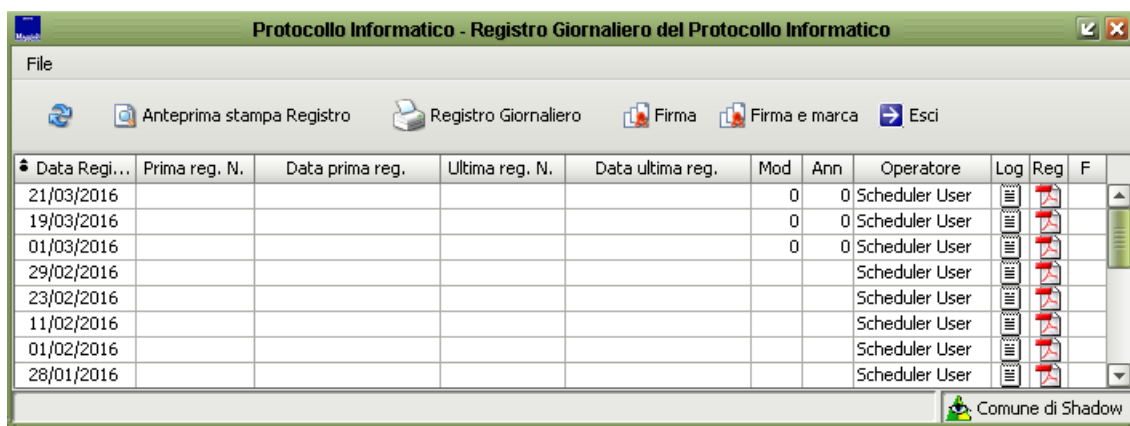 Protocollo Informatico - Registro Giornaliero del Protocollo Informatico
File
Anteprima stampa Registro Registro Giornaliero Firma Firma e marca Esci
Data Regi... Prima reg. N. Data prima reg. Ultima reg. N. Data ultima reg. Mod Ann Operatore Log Reg F
21/03/2016 0 0 Scheduler User
19/03/2016 0 0 Scheduler User
01/03/2016 0 0 Scheduler User
29/02/2016 Scheduler User
23/02/2016 Scheduler User
11/02/2016 Scheduler User
01/02/2016 Scheduler User
28/01/2016 Scheduler User
Comune di Shadow